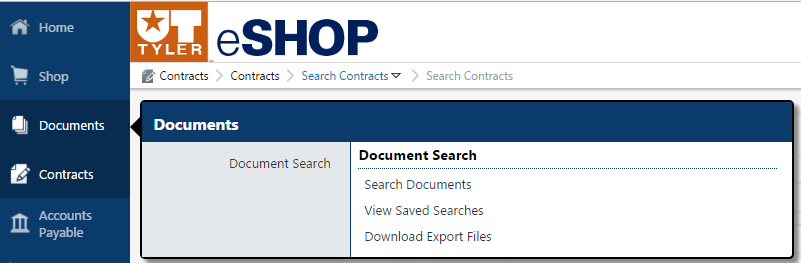 Home
Shop
Documents
Contracts
Accounts
Payable
UT
TYLER
eSHOP
Contracts Contracts Search Contracts Search Contracts
Documents
Document Search
Document Search
Search Documents
View Saved Searches
Download Export Files